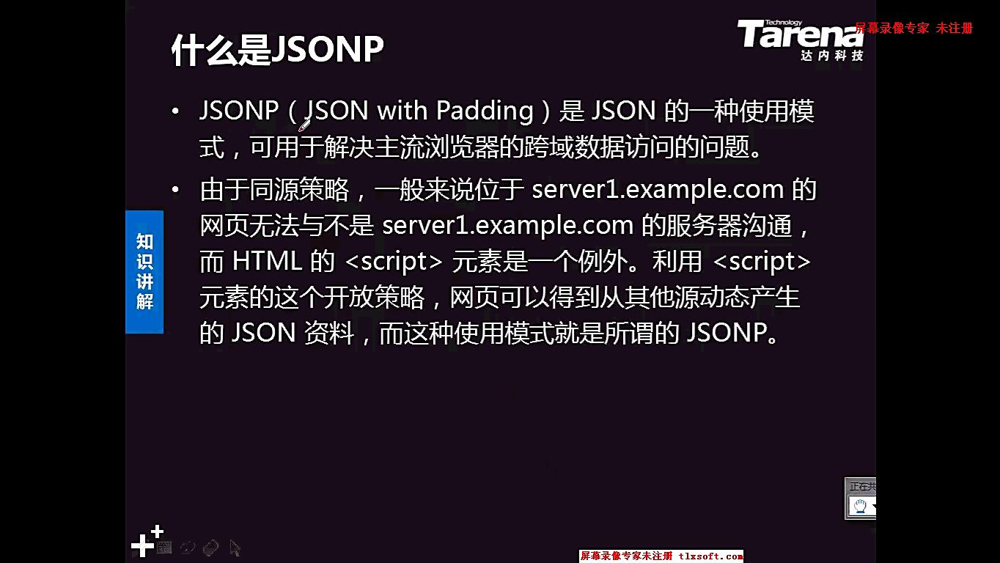 什么是JSONP
Technology
Tarena
达内科技
屏幕录像专家 未注册
• JSONP（JSON with Padding）是 JSON 的一种使用模
式，可用于解决主流浏览器的跨域数据访问的问题。
• 由于同源策略，一般来说位于 server1.example.com 的
网页无法与不是 server1.example.com 的服务器沟通，
而 HTML 的 <script> 元素是一个例外。利用 <script>
元素的这个开放策略，网页可以得到从其他源动态产生
的 JSON 资料，而这种使用模式就是所谓的 JSONP。
知识讲解
正在共
屏幕录像专家未注册 tlxsoft.com